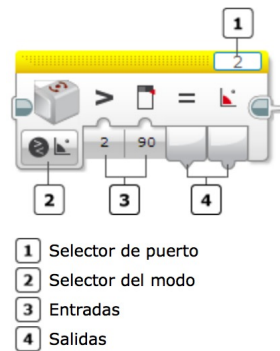 1
2
> =
2 90
2 3 4
1 Selector de puerto
2 Selector del modo
3 Entradas
4 Salidas